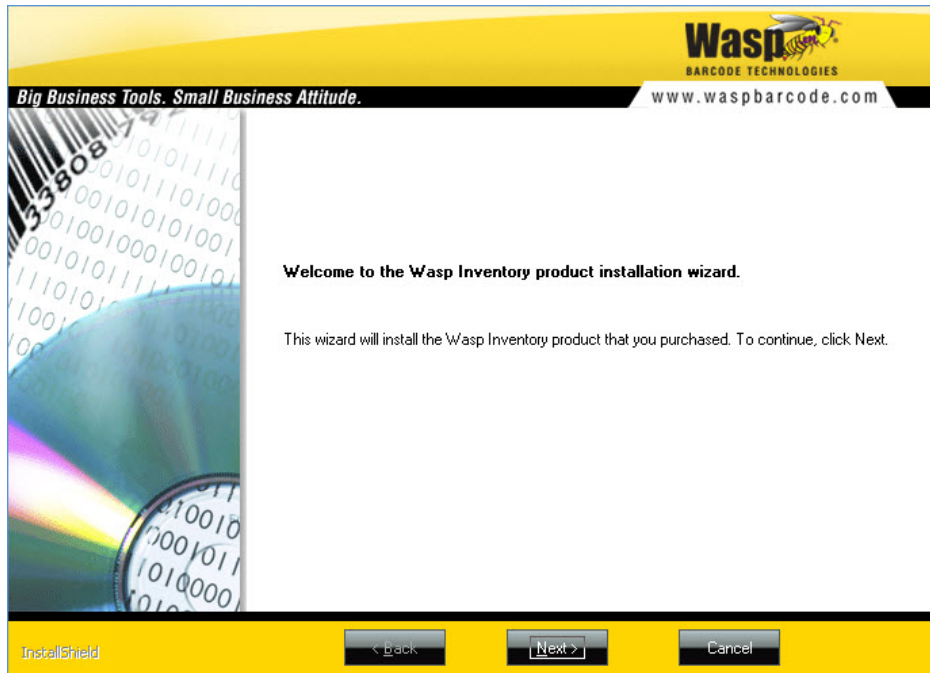 Wasp
BARCODE TECHNOLOGIES
Big Business Tools. Small Business Attitude.
www.waspbarcode.com
33808
Welcome to the Wasp Inventory product installation wizard.
This wizard will install the Wasp Inventory product that you purchased. To continue, click Next.
InstallShield
< Back
Next >
Cancel